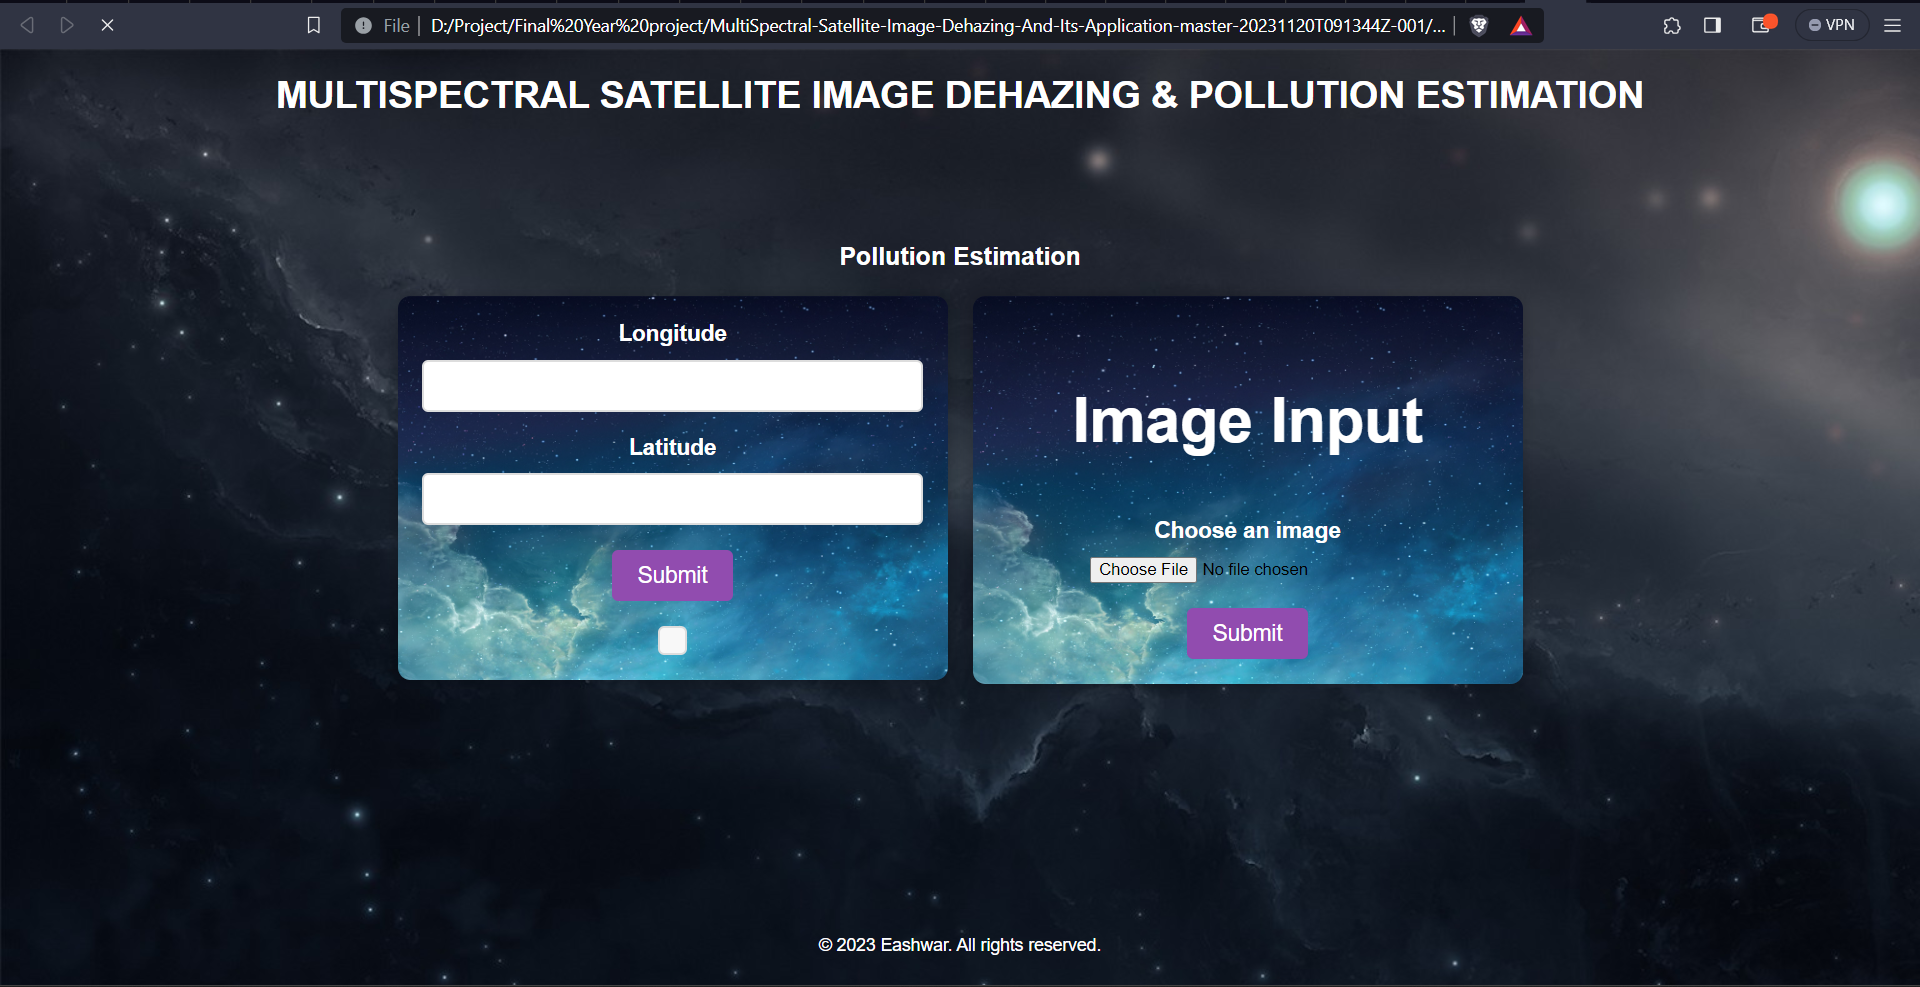 File D:/Project/Final%20Year%20project/MultiSpectral-Satellite-Image-Dehazing-And-Its-Application-master-20231120T091344Z-001/... VPN
MULTISPECTRAL SATELLITE IMAGE DEHAZING & POLLUTION ESTIMATION
Pollution Estimation
Longitude
Latitude
Submit
Image Input
Choose an image
Choose File No file chosen
Submit
© 2023 Eashwar. All rights reserved.